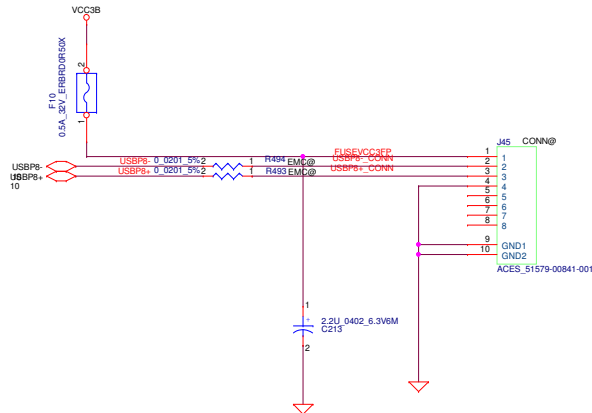 VCC3B
2
F10
0.5A_32V_ERBRD0R50X
1
J45
CONN@
FUSEVCC3FP
USBP8-
USBP8-
0_0201_5%
2
1
R494
EMC@
USBP8-_CONN
USBP8+
USBP8+
0_0201_5%
2
1
R493
EMC@
USBP8+_CONN
10
1 1
2 2
3 3
4 4
5 5
6 6
7 7
8 8
9 GND1
10 GND2
ACES_51579-00841-001
1
+
2.2U_0402_6.3V6M
C213
2